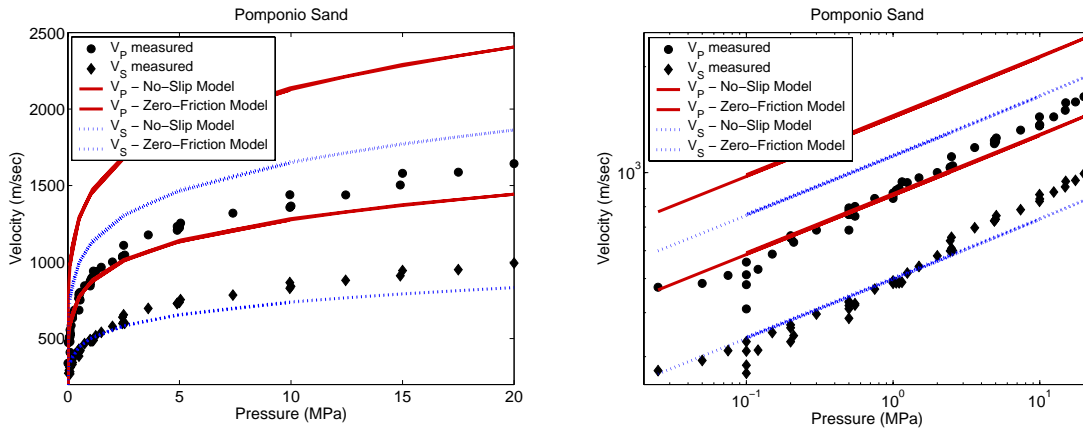 Pomponio Sand
2500
2000
1500
1000
500
Velocity (m/sec)
V_P measured
V_S measured
V_P − No−Slip Model
V_P − Zero−Friction Model
V_S − No−Slip Model
V_S − Zero−Friction Model
0 5 10 15 20
Pressure (MPa)
Pomponio Sand
10^3
Velocity (m/sec)
V_P measured
V_S measured
V_P − No−Slip Model
V_P − Zero−Friction Model
V_S − No−Slip Model
V_S − Zero−Friction Model
10^−1 10^0 10^1
Pressure (MPa)